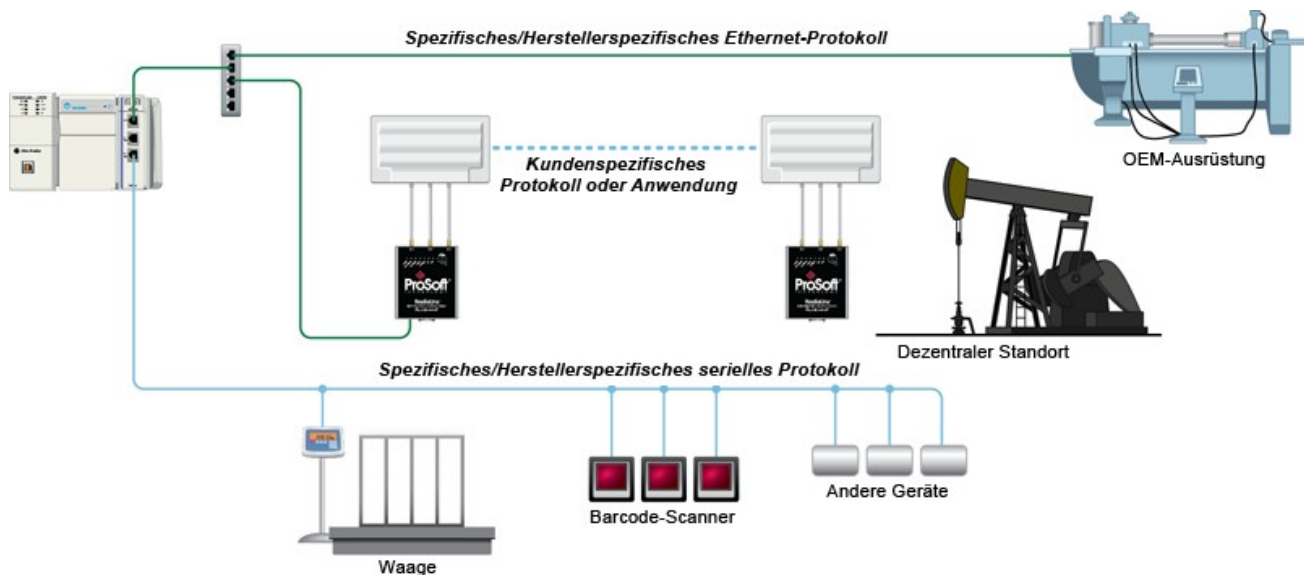 Spezifisches/Herstellerspezifisches Ethernet-Protokoll
OEM-Ausrüstung
Kundenspezifisches
Protokoll oder Anwendung
ProSoft
ProSoft
Dezentraler Standort
Spezifisches/Herstellerspezifisches serielles Protokoll
Andere Geräte
Barcode-Scanner
Waage